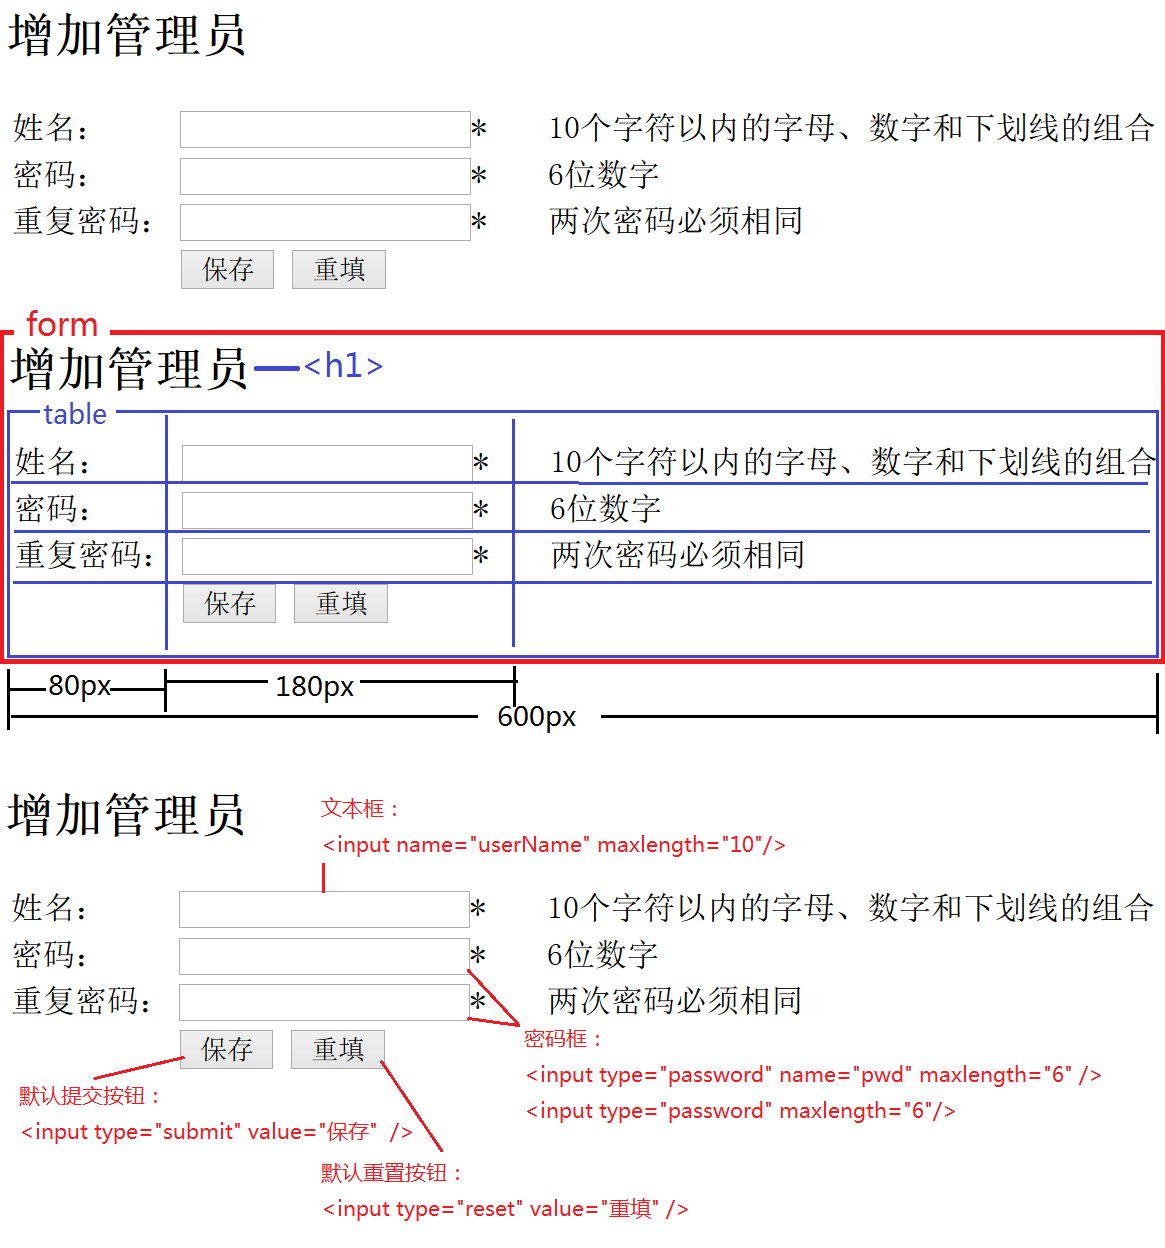 增加管理员
姓名： * 10个字符以内的字母、数字和下划线的组合
密码： * 6位数字
重复密码： * 两次密码必须相同
保存 重填
form
增加管理员 <h1>
table
姓名： * 10个字符以内的字母、数字和下划线的组合
密码： * 6位数字
重复密码： * 两次密码必须相同
保存 重填
80px 180px
600px
增加管理员
文本框：
<input name="userName" maxlength="10"/>
姓名： * 10个字符以内的字母、数字和下划线的组合
密码： * 6位数字
重复密码： * 两次密码必须相同
保存 重填
密码框：
<input type="password" name="pwd" maxlength="6" />
<input type="password" maxlength="6"/>
默认提交按钮：
<input type="submit" value="保存" />
默认重置按钮：
<input type="reset" value="重填" />